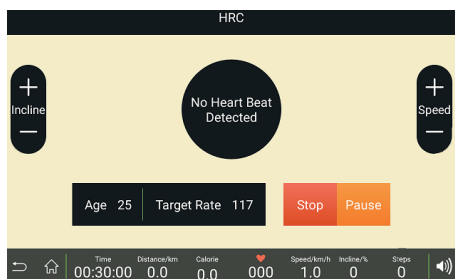 HRC
No Heart Beat
Detected
+
+
Incline
Speed
Age 25 Target Rate 117
Stop Pause
Time Distance/km Calorie Speed/km/h Incline/% Steps
00:30:00 0.0 0.0 000 1.0 0 0